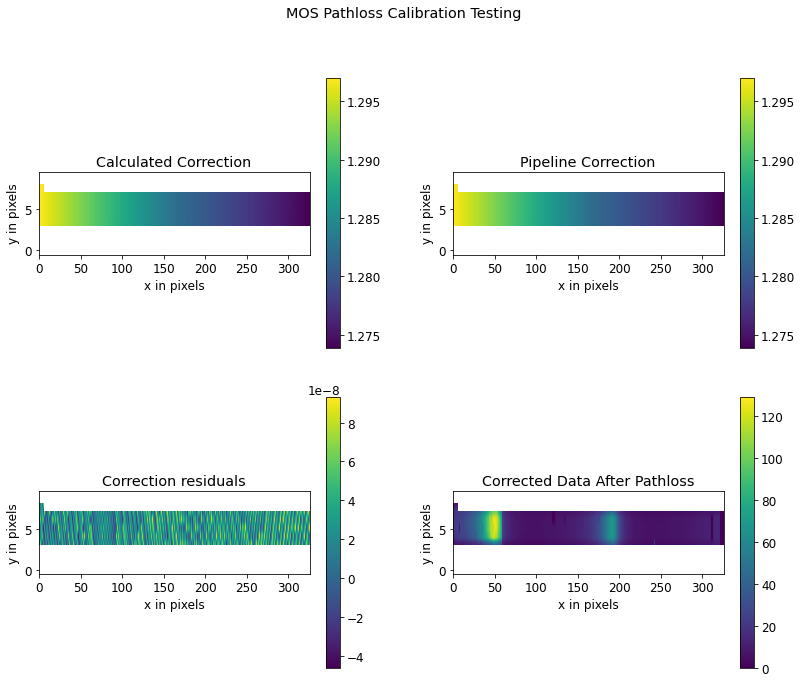 MOS Pathloss Calibration Testing
Calculated Correction
y in pixels
5
0
0 50 100 150 200 250 300
x in pixels
1.295
1.290
1.285
1.280
1.275
Pipeline Correction
y in pixels
5
0
0 50 100 150 200 250 300
x in pixels
1.295
1.290
1.285
1.280
1.275
Correction residuals
y in pixels
5
0
0 50 100 150 200 250 300
x in pixels
1e−8
8
6
4
2
0
−2
−4
Corrected Data After Pathloss
y in pixels
5
0
0 50 100 150 200 250 300
x in pixels
120
100
80
60
40
20
0